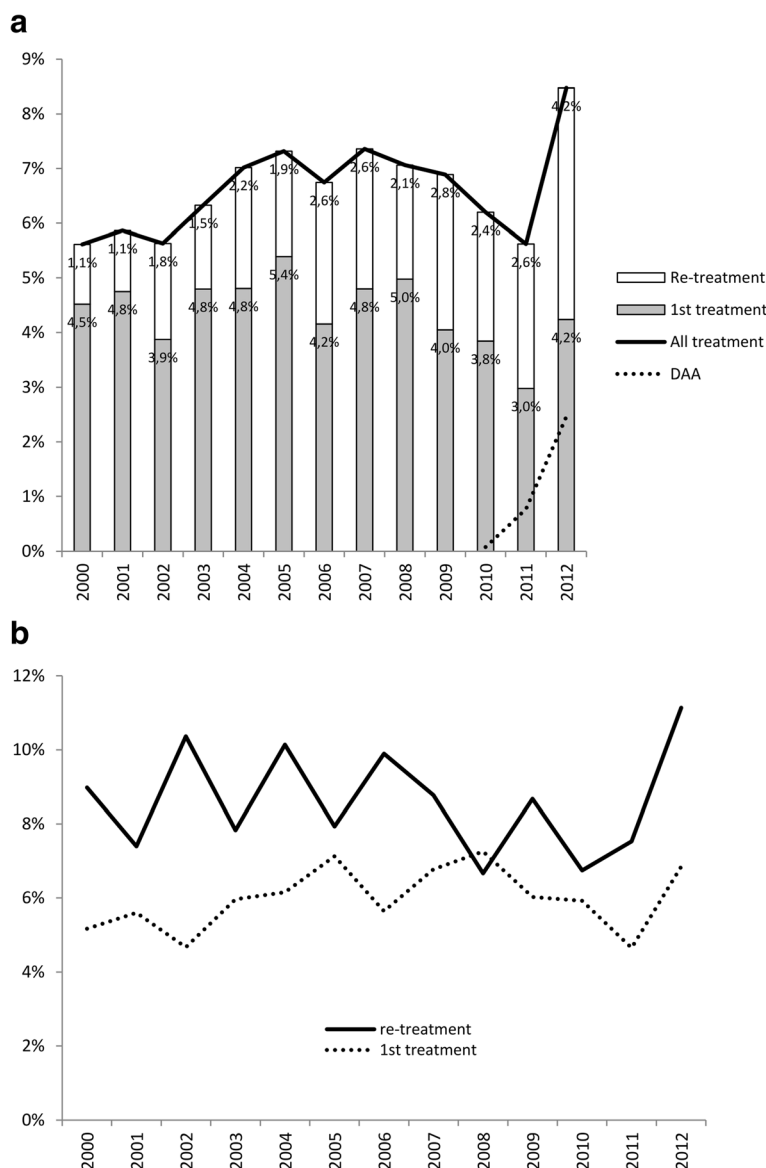 a
9%
8%
7%
6%
5%
4%
3%
2%
1%
0%
1,1% 1,1% 1,8% 1,5% 2,2% 1,9% 2,6% 2,6% 2,1% 2,8% 2,4% 2,6% 4,2%
4,5% 4,8% 3,9% 4,8% 4,8% 5,4% 4,2% 4,8% 5,0% 4,0% 3,8% 3,0% 4,2%
2000 2001 2002 2003 2004 2005 2006 2007 2008 2009 2010 2011 2012
Re-treatment
1st treatment
All treatment
DAA
b
12%
10%
8%
6%
4%
2%
0%
re-treatment
1st treatment
2000 2001 2002 2003 2004 2005 2006 2007 2008 2009 2010 2011 2012